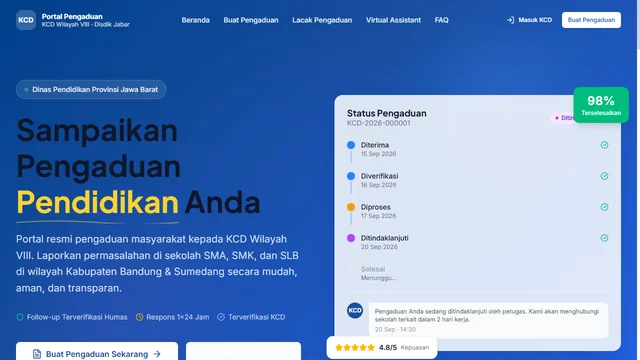 KCD
Portal Pengaduan
KCD Wilayah VIII · Disdik Jabar
Beranda
Buat Pengaduan
Lacak Pengaduan
Virtual Assistant
FAQ
Masuk KCD
Buat Pengaduan
Dinas Pendidikan Provinsi Jawa Barat
Sampaikan
Pengaduan
Pendidikan Anda
Portal resmi pengaduan masyarakat kepada KCD Wilayah
VIII. Laporkan permasalahan di sekolah SMA, SMK, dan SLB
di wilayah Kabupaten Bandung & Sumedang secara mudah,
aman, dan transparan.
Follow-up Terverifikasi Humas
Respons 1×24 Jam
Terverifikasi KCD
Buat Pengaduan Sekarang
98%
Terselesaikan
Status Pengaduan
KCD-2026-000001
Diterima
15 Sep 2026
Diverifikasi
16 Sep 2026
Diproses
17 Sep 2026
Ditindaklanjuti
20 Sep 2026
Selesai
Menunggu...
KCD
Pengaduan Anda sedang ditindaklanjuti oleh petugas. Kami akan menghubungi
sekolah terkait dalam 2 hari kerja.
20 Sep · 14:30
4.8/5 Kepuasan